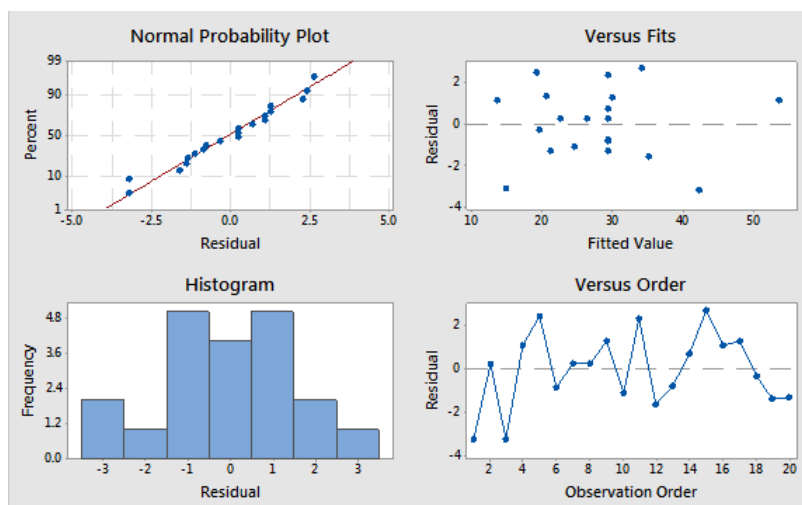 Normal Probability Plot
99
90
50
10
1
Percent
-5.0 -2.5 0.0 2.5 5.0
Residual
Versus Fits
2
0
-2
-4
Residual
10 20 30 40 50
Fitted Value
Histogram
4.8
3.6
2.4
1.2
0.0
Frequency
-3 -2 -1 0 1 2 3
Residual
Versus Order
2
0
-2
-4
Residual
2 4 6 8 10 12 14 16 18 20
Observation Order